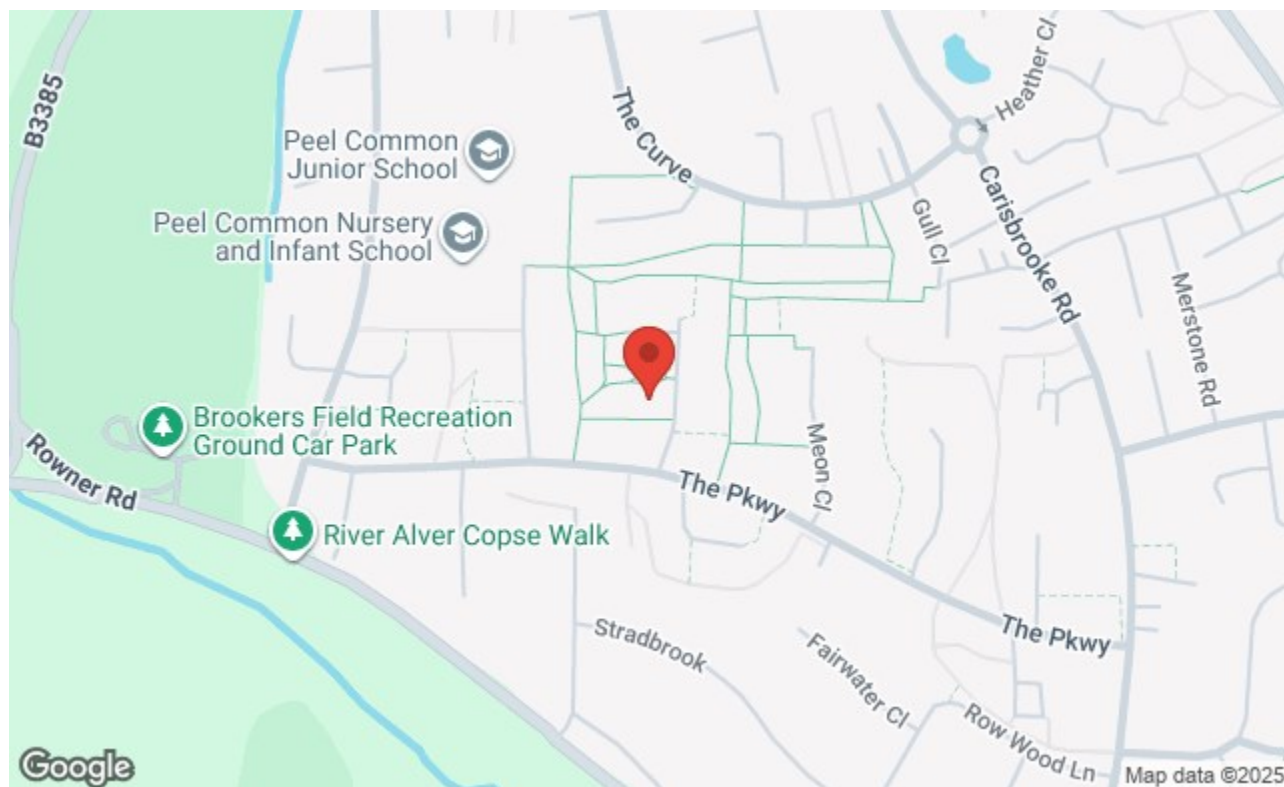 B3385
The Curve
Heather Cl
Peel Common
Junior School
Peel Common Nursery
and Infant School
Gull Cl
Carisbrooke Rd
Merstone Rd
Brookers Field Recreation
Ground Car Park
Rowner Rd
Meon Cl
The Pkwy
River Alver Copse Walk
Stradbrook
Fairwater Cl
The Pkwy
Row Wood Ln
Google
Map data ©2025